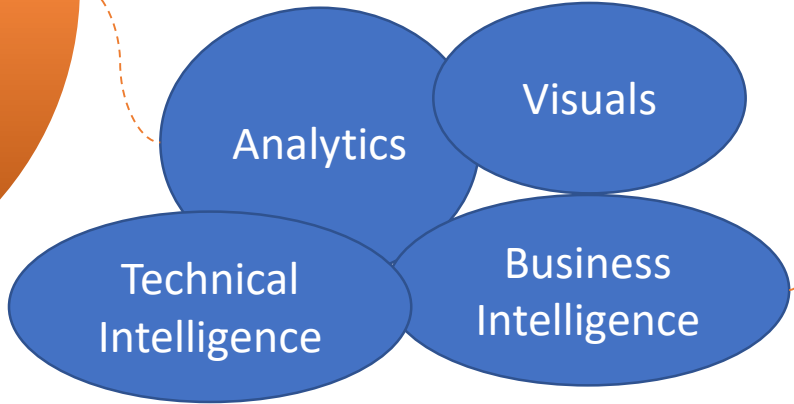 Analytics
Visuals
Technical
Intelligence
Business
Intelligence